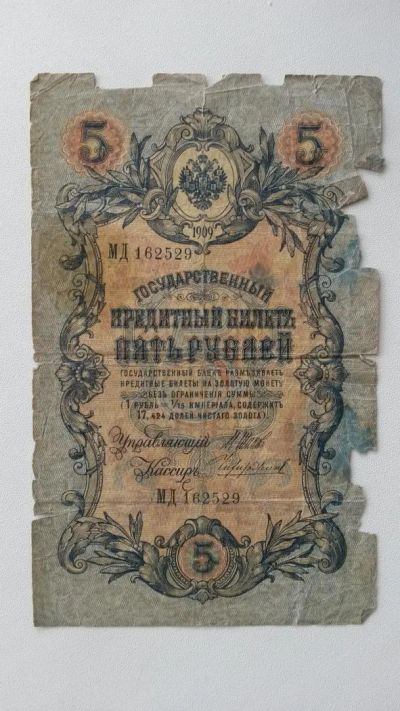 5 5
1909
МД 162529
ГОСУДАРСТВЕННЫЙ
КРЕДИТНЫЙ БИЛЕТЪ
ПЯТЬ РУБЛЕЙ
ГОСУДАРСТВЕННЫЙ БАНКЪ РАЗМѢНИВАЕТЪ
КРЕДИТНЫЕ БИЛЕТЫ НА ЗОЛОТУЮ МОНЕТУ
БЕЗЪ ОГРАНИЧЕНІЯ СУММЫ
(1 РУБЛЬ = 1/15 ИМПЕРІАЛА, СОДЕРЖИТЪ
17,424 ДОЛЕЙ ЧИСТАГО ЗОЛОТА)
Управляющій
Кассиръ
МД 162529
5